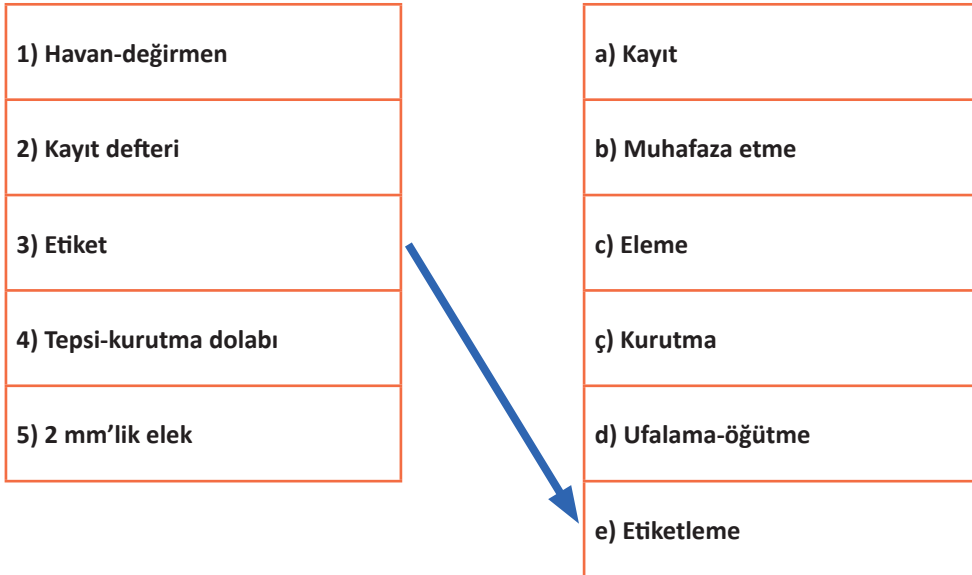 1) Havan-değirmen
2) Kayıt defteri
3) Etiket
4) Tepsi-kurutma dolabı
5) 2 mm’lik elek
a) Kayıt
b) Muhafaza etme
c) Eleme
ç) Kurutma
d) Ufalama-öğütme
e) Etiketleme